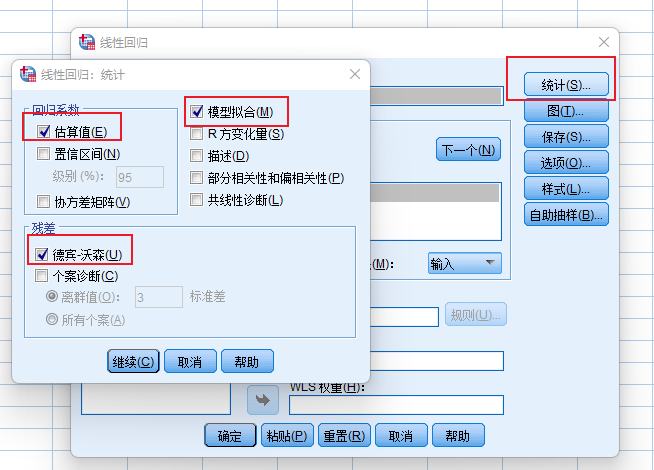 线性回归
线性回归：统计
回归系数
估算值(E)
置信区间(N)
级别 (%)： 95
协方差矩阵(V)
模型拟合(M)
R 方变化量(S)
描述(D)
部分相关性和偏相关性(P)
共线性诊断(L)
残差
德宾-沃森(U)
个案诊断(C)
离群值(O)： 3 标准差
所有个案(A)
继续(C) 取消 帮助
统计(S)...
图(T)...
保存(S)...
选项(O)...
样式(L)...
自助抽样(B)...
下一个(N)
(M)： 输入
规则(U)...
WLS 权重(H)：
确定 粘贴(P) 重置(R) 取消 帮助